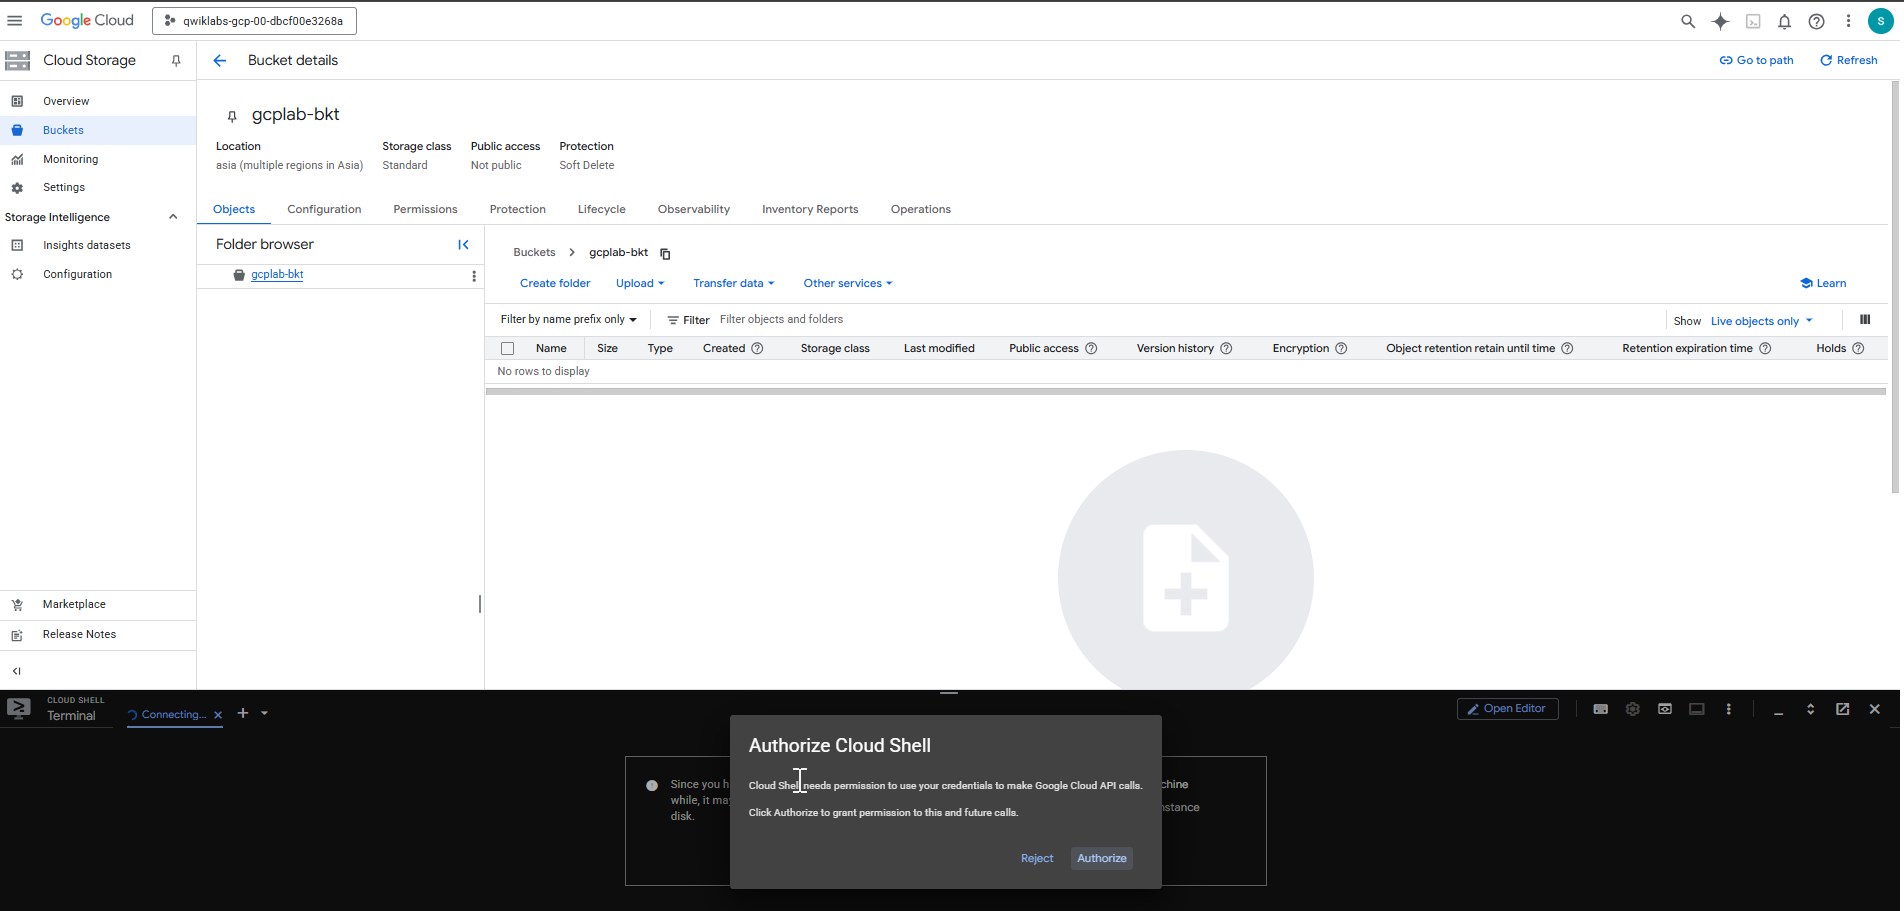 Google Cloud
qwiklabs-gcp-00-dbcf00e3268a
S
Cloud Storage
Bucket details
Go to path
Refresh
Overview
Buckets
Monitoring
Settings
Storage Intelligence
Insights datasets
Configuration
gcplab-bkt
Location Storage class Public access Protection
asia (multiple regions in Asia) Standard Not public Soft Delete
Objects Configuration Permissions Protection Lifecycle Observability Inventory Reports Operations
Folder browser
gcplab-bkt
Buckets > gcplab-bkt
Create folder Upload Transfer data Other services Learn
Filter by name prefix only Filter Filter objects and folders Show Live objects only
Name Size Type Created Storage class Last modified Public access Version history Encryption Object retention retain until time Retention expiration time Holds
No rows to display
Marketplace
Release Notes
CLOUD SHELL
Terminal
Connecting...
Open Editor
Since you h
while, it ma
disk.
chine
stance
Authorize Cloud Shell
Cloud Shell needs permission to use your credentials to make Google Cloud API calls.
Click Authorize to grant permission to this and future calls.
Reject Authorize